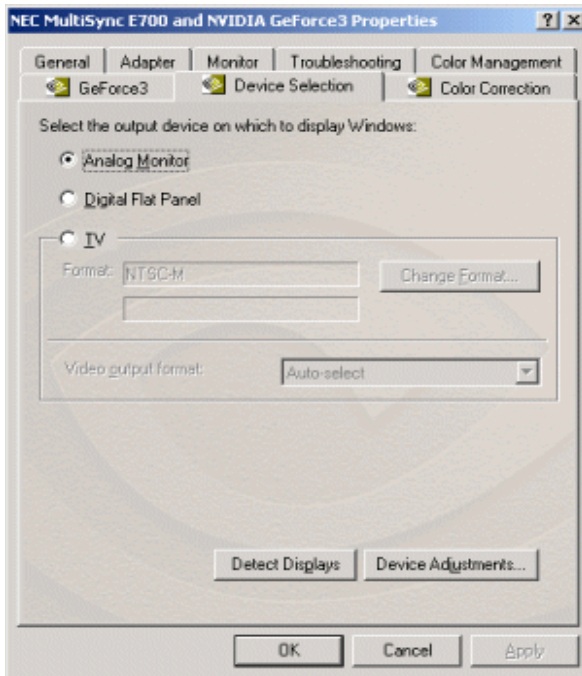 NEC MultiSync E700 and NVIDIA GeForce3 Properties
General Adapter Monitor Troubleshooting Color Management
GeForce3 Device Selection Color Correction
Select the output device on which to display Windows:
Analog Monitor
Digital Flat Panel
TV
Format: NTSC-M Change Format...
Video output format: Auto-select
Detect Displays Device Adjustments...
OK Cancel Apply